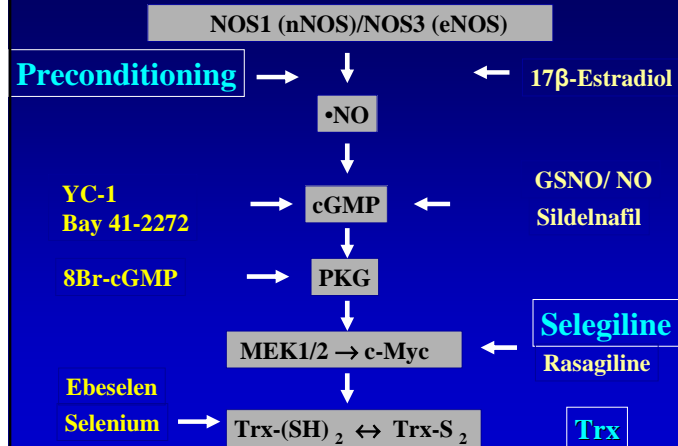 NOS1 (nNOS)/NOS3 (eNOS)
Preconditioning
17β-Estradiol
•NO
YC-1
Bay 41-2272
cGMP
GSNO/ NO
Sildelnafil
8Br-cGMP
PKG
MEK1/2 → c-Myc
Selegiline
Rasagiline
Ebeselen
Selenium
Trx-(SH) 2 ↔ Trx-S 2
Trx